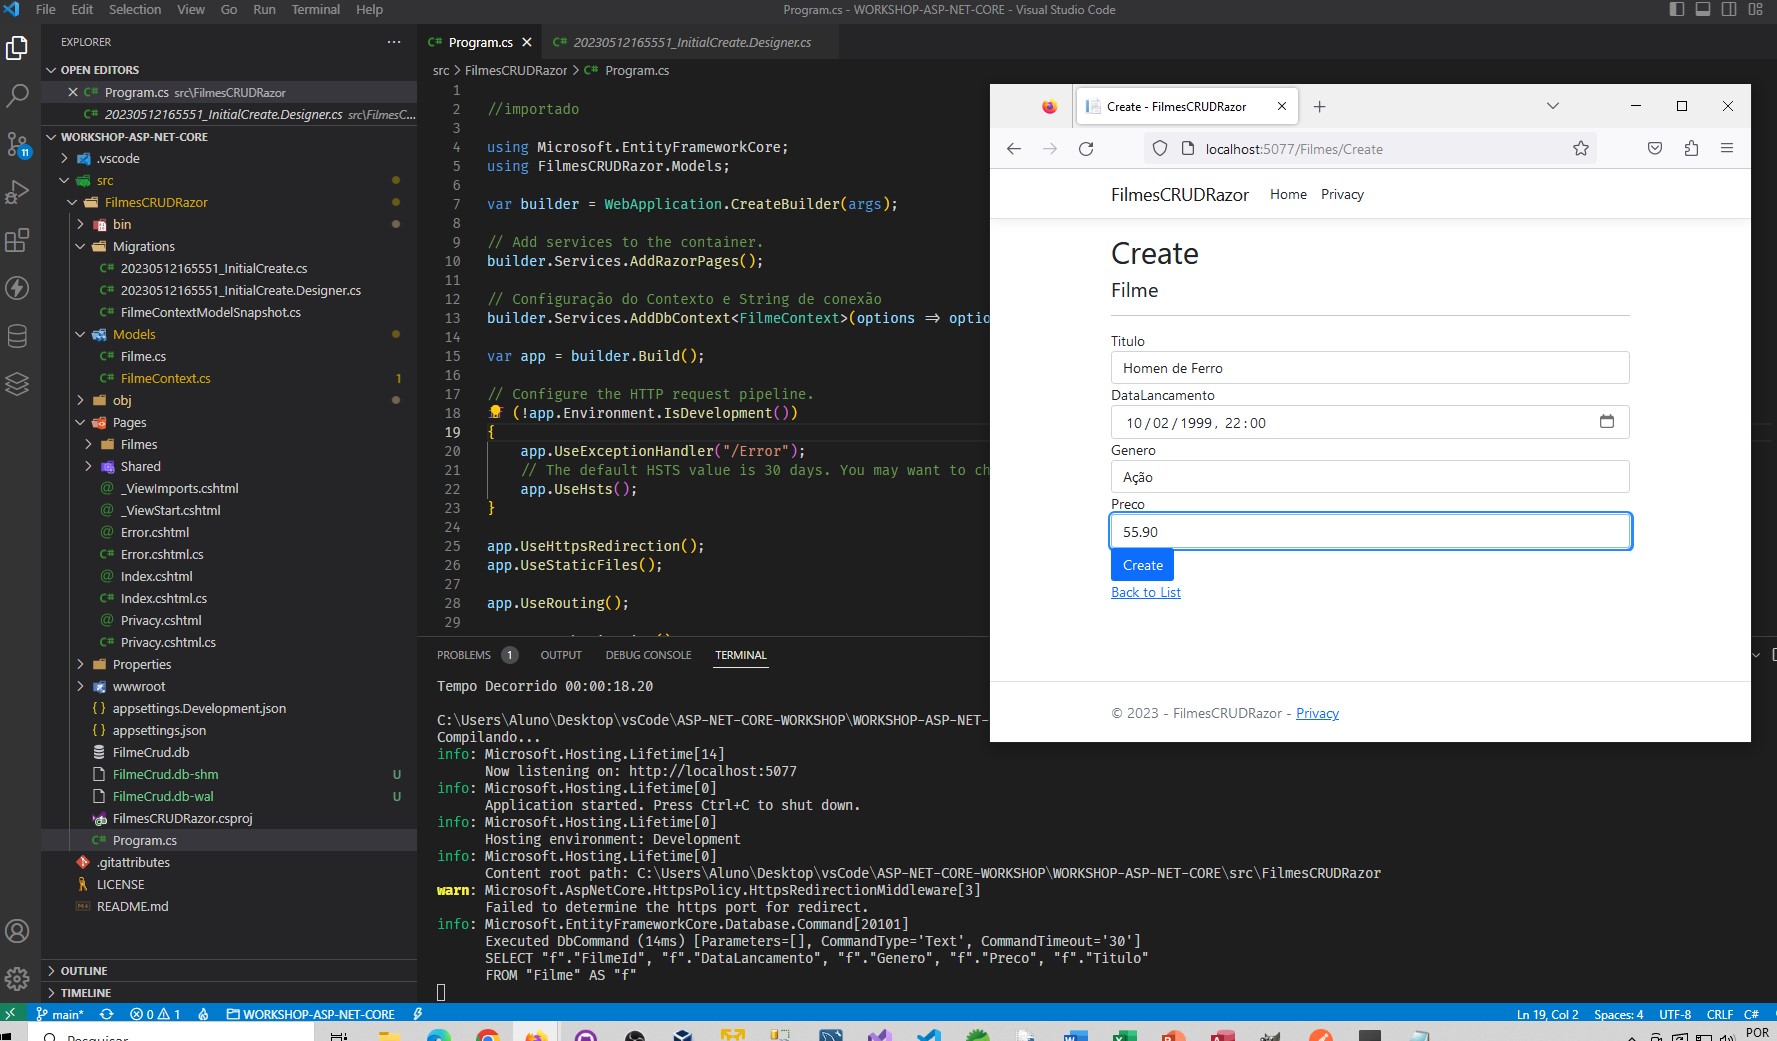 File Edit Selection View Go Run Terminal Help
Program.cs - WORKSHOP-ASP-NET-CORE - Visual Studio Code
EXPLORER
OPEN EDITORS
Program.cs src\FilmesCRUDRazor
20230512165551_InitialCreate.Designer.cs src\FilmesC...
WORKSHOP-ASP-NET-CORE
.vscode
src
FilmesCRUDRazor
bin
Migrations
20230512165551_InitialCreate.cs
20230512165551_InitialCreate.Designer.cs
FilmeContextModelSnapshot.cs
Models
Filme.cs
FilmeContext.cs 1
obj
Pages
Filmes
Shared
_ViewImports.cshtml
_ViewStart.cshtml
Error.cshtml
Error.cshtml.cs
Index.cshtml
Index.cshtml.cs
Privacy.cshtml
Privacy.cshtml.cs
Properties
wwwroot
appsettings.Development.json
appsettings.json
FilmeCrud.db
FilmeCrud.db-shm U
FilmeCrud.db-wal U
FilmesCRUDRazor.csproj
Program.cs
.gitattributes
LICENSE
README.md
OUTLINE
TIMELINE
11
Program.cs
20230512165551_InitialCreate.Designer.cs
src > FilmesCRUDRazor > Program.cs
1
2 //importado
3
4 using Microsoft.EntityFrameworkCore;
5 using FilmesCRUDRazor.Models;
6
7 var builder = WebApplication.CreateBuilder(args);
8
9 // Add services to the container.
10 builder.Services.AddRazorPages();
11
12 // Configuração do Contexto e String de conexão
13 builder.Services.AddDbContext<FilmeContext>(options => optio
14
15 var app = builder.Build();
16
17 // Configure the HTTP request pipeline.
18 (!app.Environment.IsDevelopment())
19 {
20 app.UseExceptionHandler("/Error");
21 // The default HSTS value is 30 days. You may want to ch
22 app.UseHsts();
23 }
24
25 app.UseHttpsRedirection();
26 app.UseStaticFiles();
27
28 app.UseRouting();
29
PROBLEMS 1 OUTPUT DEBUG CONSOLE TERMINAL
Tempo Decorrido 00:00:18.20
C:\Users\Aluno\Desktop\vsCode\ASP-NET-CORE-WORKSHOP\WORKSHOP-ASP-NET-
Compilando...
info: Microsoft.Hosting.Lifetime[14]
Now listening on: http://localhost:5077
info: Microsoft.Hosting.Lifetime[0]
Application started. Press Ctrl+C to shut down.
info: Microsoft.Hosting.Lifetime[0]
Hosting environment: Development
info: Microsoft.Hosting.Lifetime[0]
Content root path: C:\Users\Aluno\Desktop\vsCode\ASP-NET-CORE-WORKSHOP\WORKSHOP-ASP-NET-CORE\src\FilmesCRUDRazor
warn: Microsoft.AspNetCore.HttpsPolicy.HttpsRedirectionMiddleware[3]
Failed to determine the https port for redirect.
info: Microsoft.EntityFrameworkCore.Database.Command[20101]
Executed DbCommand (14ms) [Parameters=[], CommandType='Text', CommandTimeout='30']
SELECT "f"."FilmeId", "f"."DataLancamento", "f"."Genero", "f"."Preco", "f"."Titulo"
FROM "Filme" AS "f"
Create - FilmesCRUDRazor
localhost:5077/Filmes/Create
FilmesCRUDRazor Home Privacy
Create
Filme
Titulo
Homen de Ferro
DataLancamento
10/02/1999, 22:00
Genero
Ação
Preco
55.90
Create
Back to List
© 2023 - FilmesCRUDRazor - Privacy
main* 0 1 WORKSHOP-ASP-NET-CORE
Ln 19, Col 2 Spaces: 4 UTF-8 CRLF C#
Pesquisar
POR